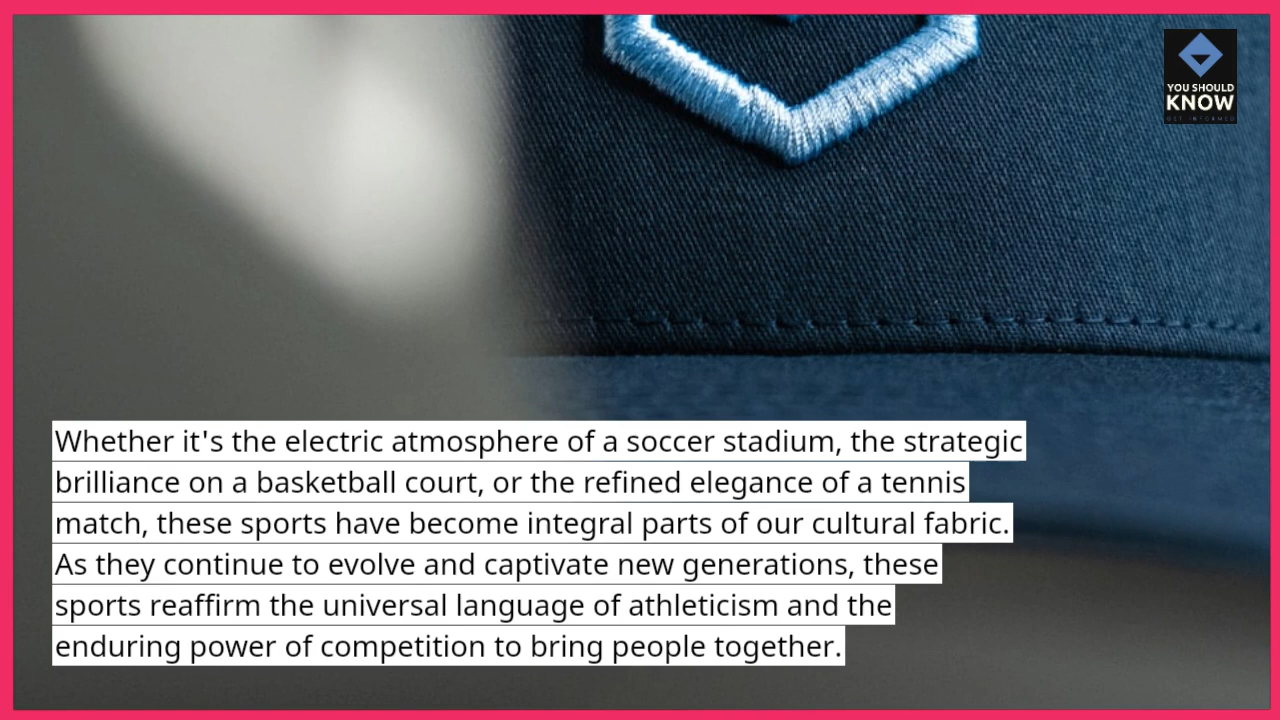 YOU SHOULD
KNOW
GET INFORMED
Whether it's the electric atmosphere of a soccer stadium, the strategic
brilliance on a basketball court, or the refined elegance of a tennis
match, these sports have become integral parts of our cultural fabric.
As they continue to evolve and captivate new generations, these
sports reaffirm the universal language of athleticism and the
enduring power of competition to bring people together.